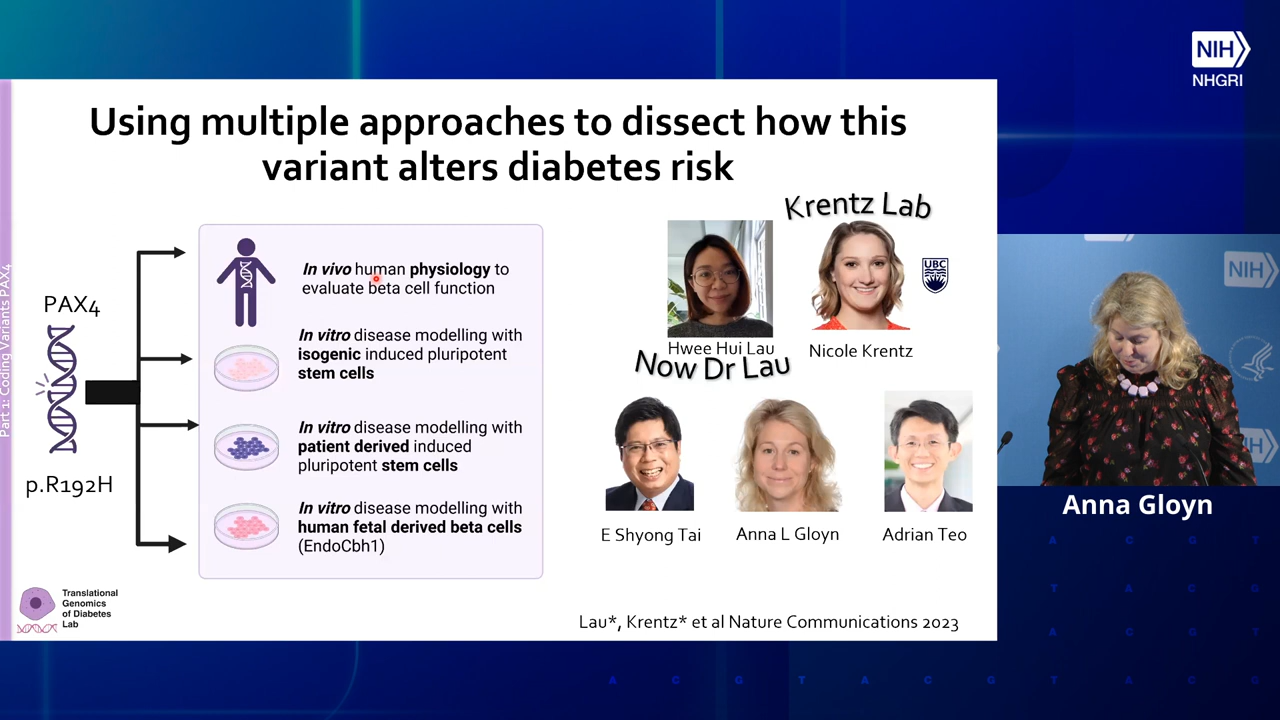 NIH
NHGRI
Using multiple approaches to dissect how this
variant alters diabetes risk
Part 1: Coding Variants PAX4
PAX4
p.R192H
In vivo human physiology to
evaluate beta cell function
In vitro disease modelling with
isogenic induced pluripotent
stem cells
In vitro disease modelling with
patient derived induced
pluripotent stem cells
In vitro disease modelling with
human fetal derived beta cells
(EndoCbh1)
Krentz Lab
UBC
Hwee Hui Lau
Nicole Krentz
Now Dr Lau
E Shyong Tai
Anna L Gloyn
Adrian Teo
Translational
Genomics
of Diabetes
Lab
Lau*, Krentz* et al Nature Communications 2023
NIH
Anna Gloyn
A C G T
T A C G
A C G T
A C G T A C G T A C G